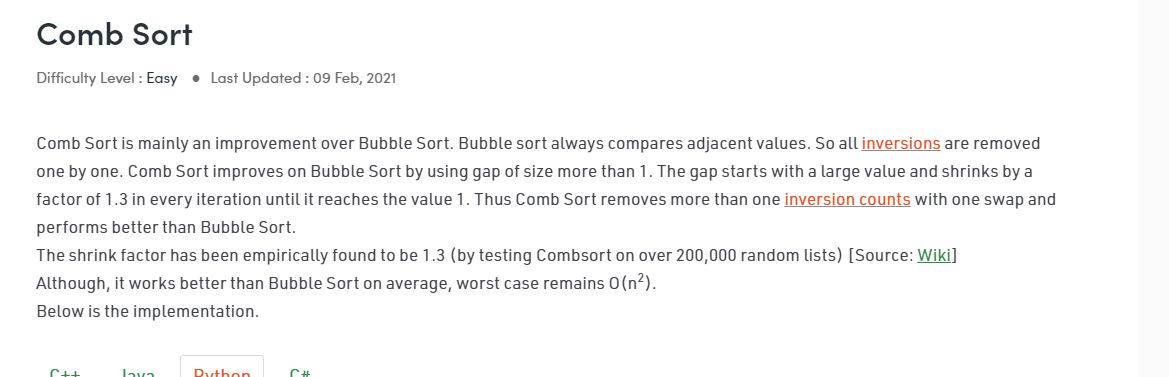 Comb Sort
Difficulty Level : Easy ● Last Updated : 09 Feb, 2021
Comb Sort is mainly an improvement over Bubble Sort. Bubble sort always compares adjacent values. So all inversions are removed
one by one. Comb Sort improves on Bubble Sort by using gap of size more than 1. The gap starts with a large value and shrinks by a
factor of 1.3 in every iteration until it reaches the value 1. Thus Comb Sort removes more than one inversion counts with one swap and
performs better than Bubble Sort.
The shrink factor has been empirically found to be 1.3 (by testing Combsort on over 200,000 random lists) [Source: Wiki]
Although, it works better than Bubble Sort on average, worst case remains O(n²).
Below is the implementation.
C++ Java Python C#